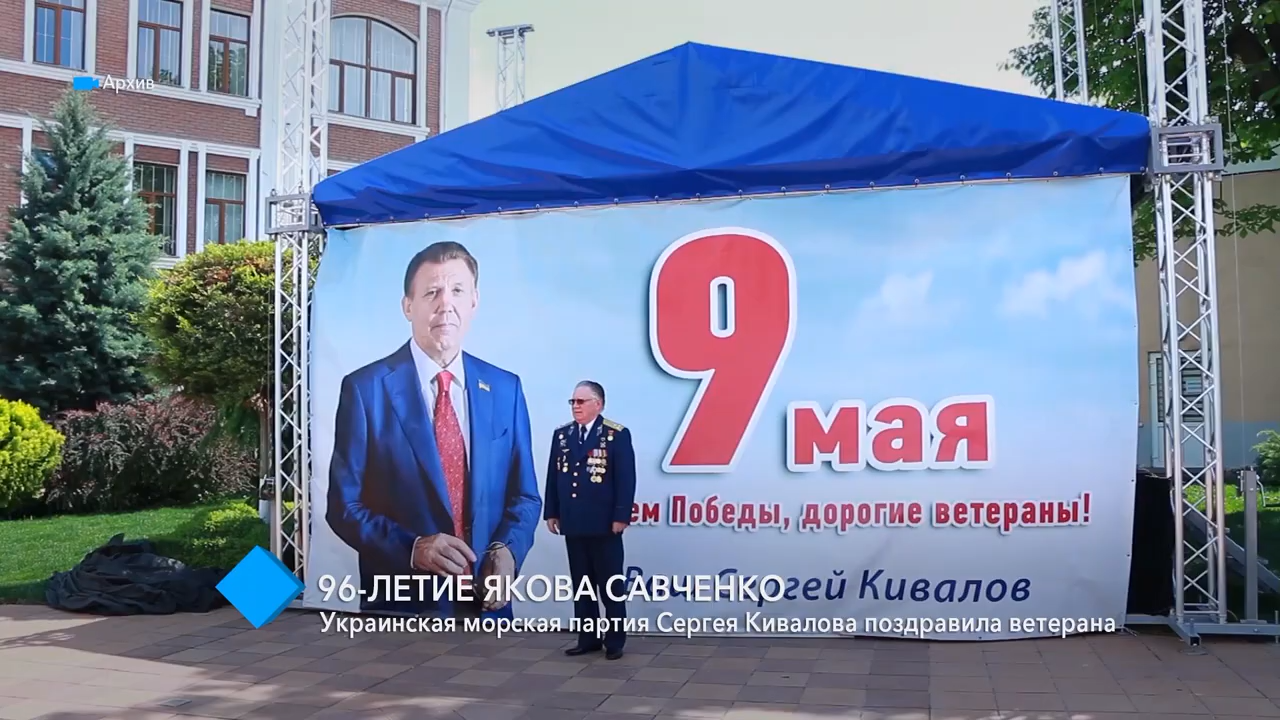 Архив
9 мая
ем Победы, дорогие ветераны!
Сергей Кивалов
96-ЛЕТИЕ ЯКОВА САВЧЕНКО
Украинская морская партия Сергея Кивалова поздравила ветерана